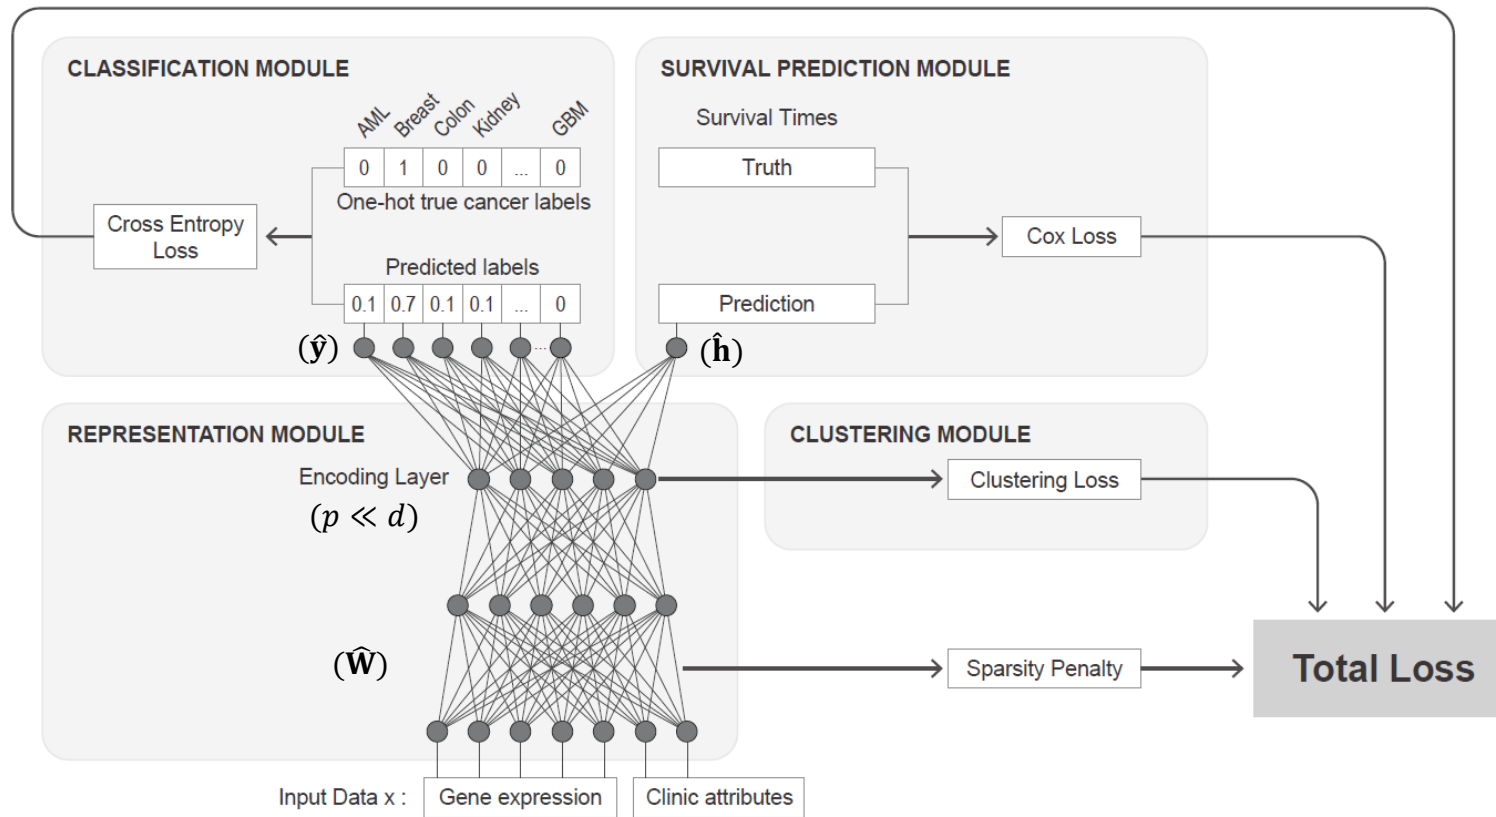 CLASSIFICATION MODULE
AML Breast Colon Kidney GBM
0 1 0 0 ... 0
One-hot true cancer labels
Cross Entropy
Loss
Predicted labels
0.1 0.7 0.1 0.1 ... 0
(ŷ)
SURVIVAL PREDICTION MODULE
Survival Times
Truth
Cox Loss
Prediction
(ĥ)
REPRESENTATION MODULE
Encoding Layer
(p ≪ d)
(Ŵ)
CLUSTERING MODULE
Clustering Loss
Sparsity Penalty
Total Loss
Input Data x :
Gene expression
Clinic attributes